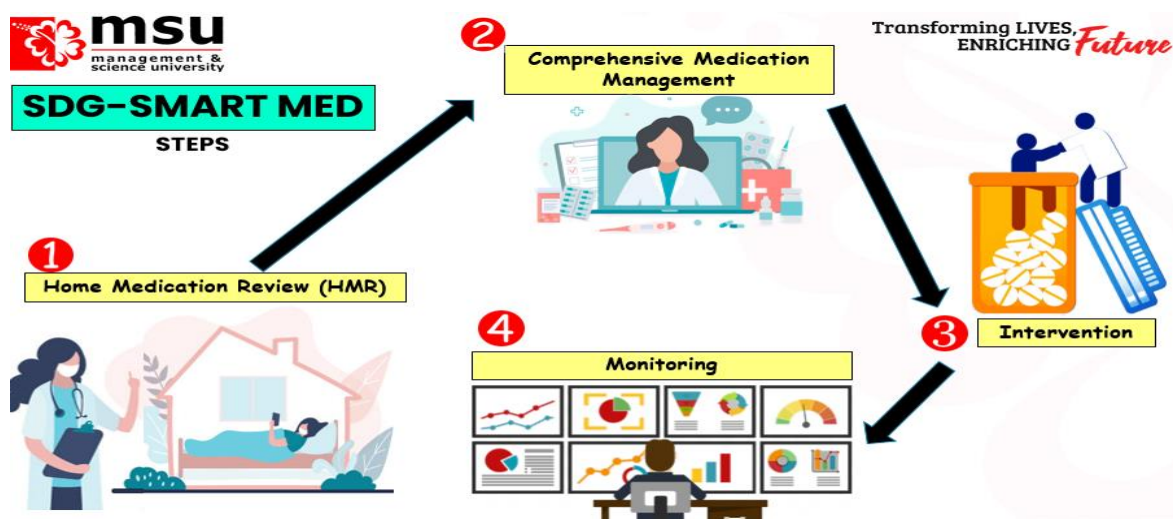 msu
management &
science university
SDG-SMART MED
STEPS
Transforming LIVES,
ENRICHING Future
1
Home Medication Review (HMR)
2
Comprehensive Medication
Management
3
Intervention
4
Monitoring